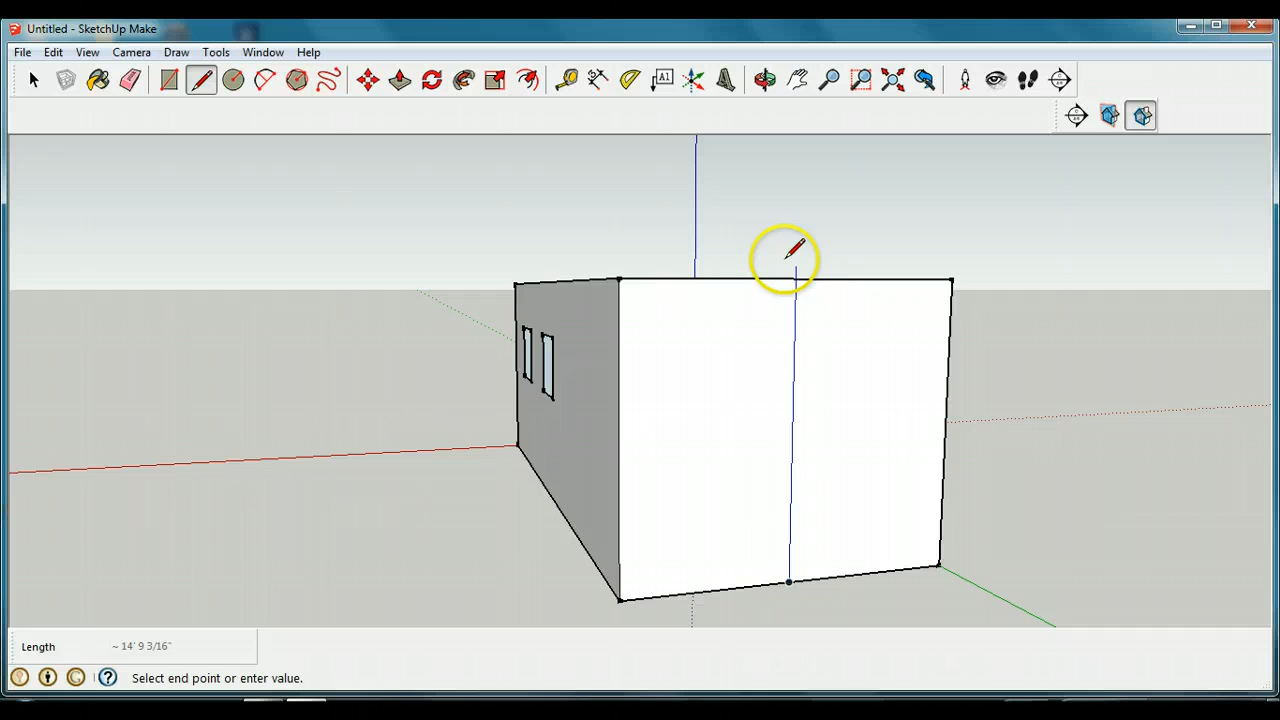 Untitled - SketchUp Make
File Edit View Camera Draw Tools Window Help
A1
Length ~ 14' 9 3/16"
Select end point or enter value.